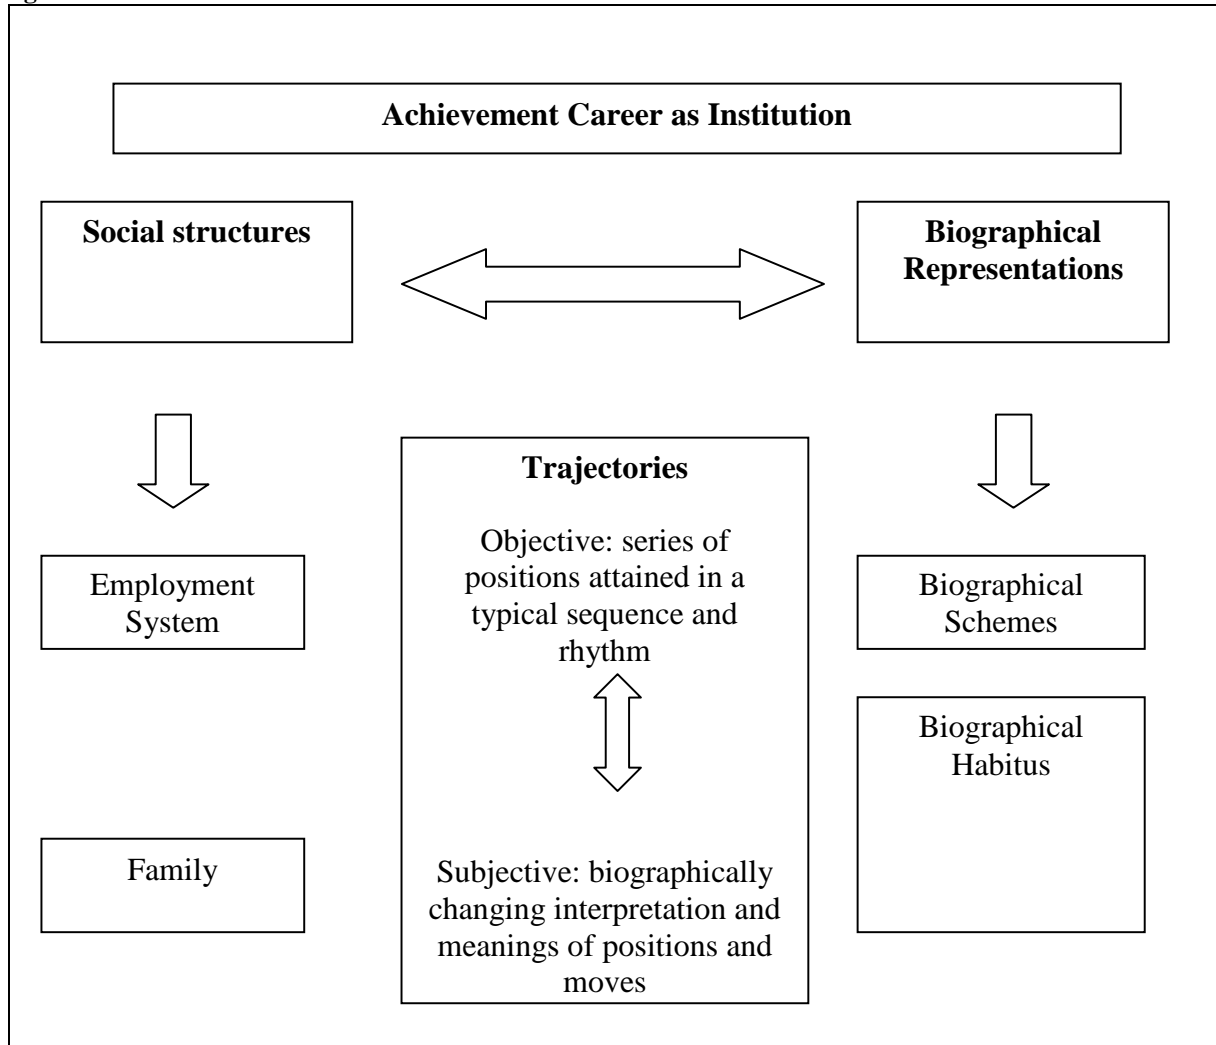 Achievement Career as Institution
Social structures
Biographical
Representations
Trajectories
Objective: series of
positions attained in a
typical sequence and
rhythm
Subjective: biographically
changing interpretation and
meanings of positions and
moves
Employment
System
Family
Biographical
Schemes
Biographical
Habitus